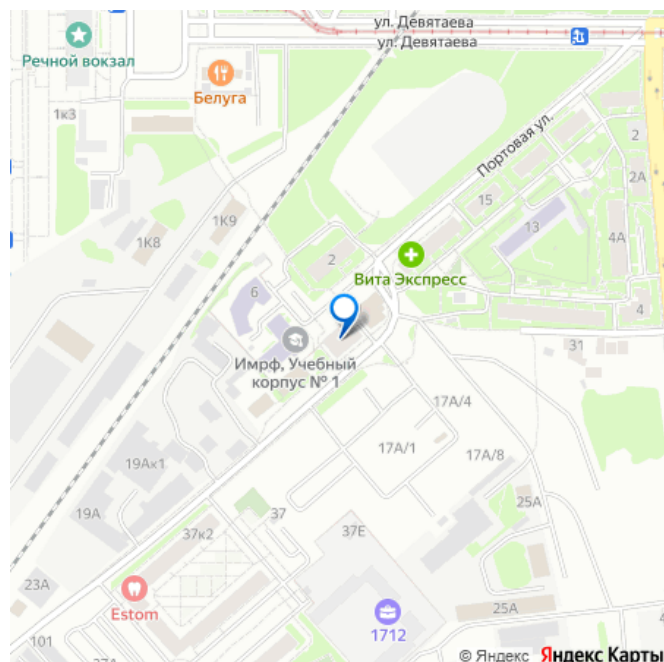 ул. Девятаева
ул. Девятаева
Речной вокзал
Белуга
1к3
Портовая ул.
2
2А
15
13
4А
1К9
1К8
2
Вита Экспресс
6
4
31
Имрф, Учебный
корпус № 1
17А/4
17А/1
17А/8
19Ак1
19А
37
25А
37к2
37Е
23А
Estom
25А
1712
101
37А
4
© Яндекс Яндекс Карты